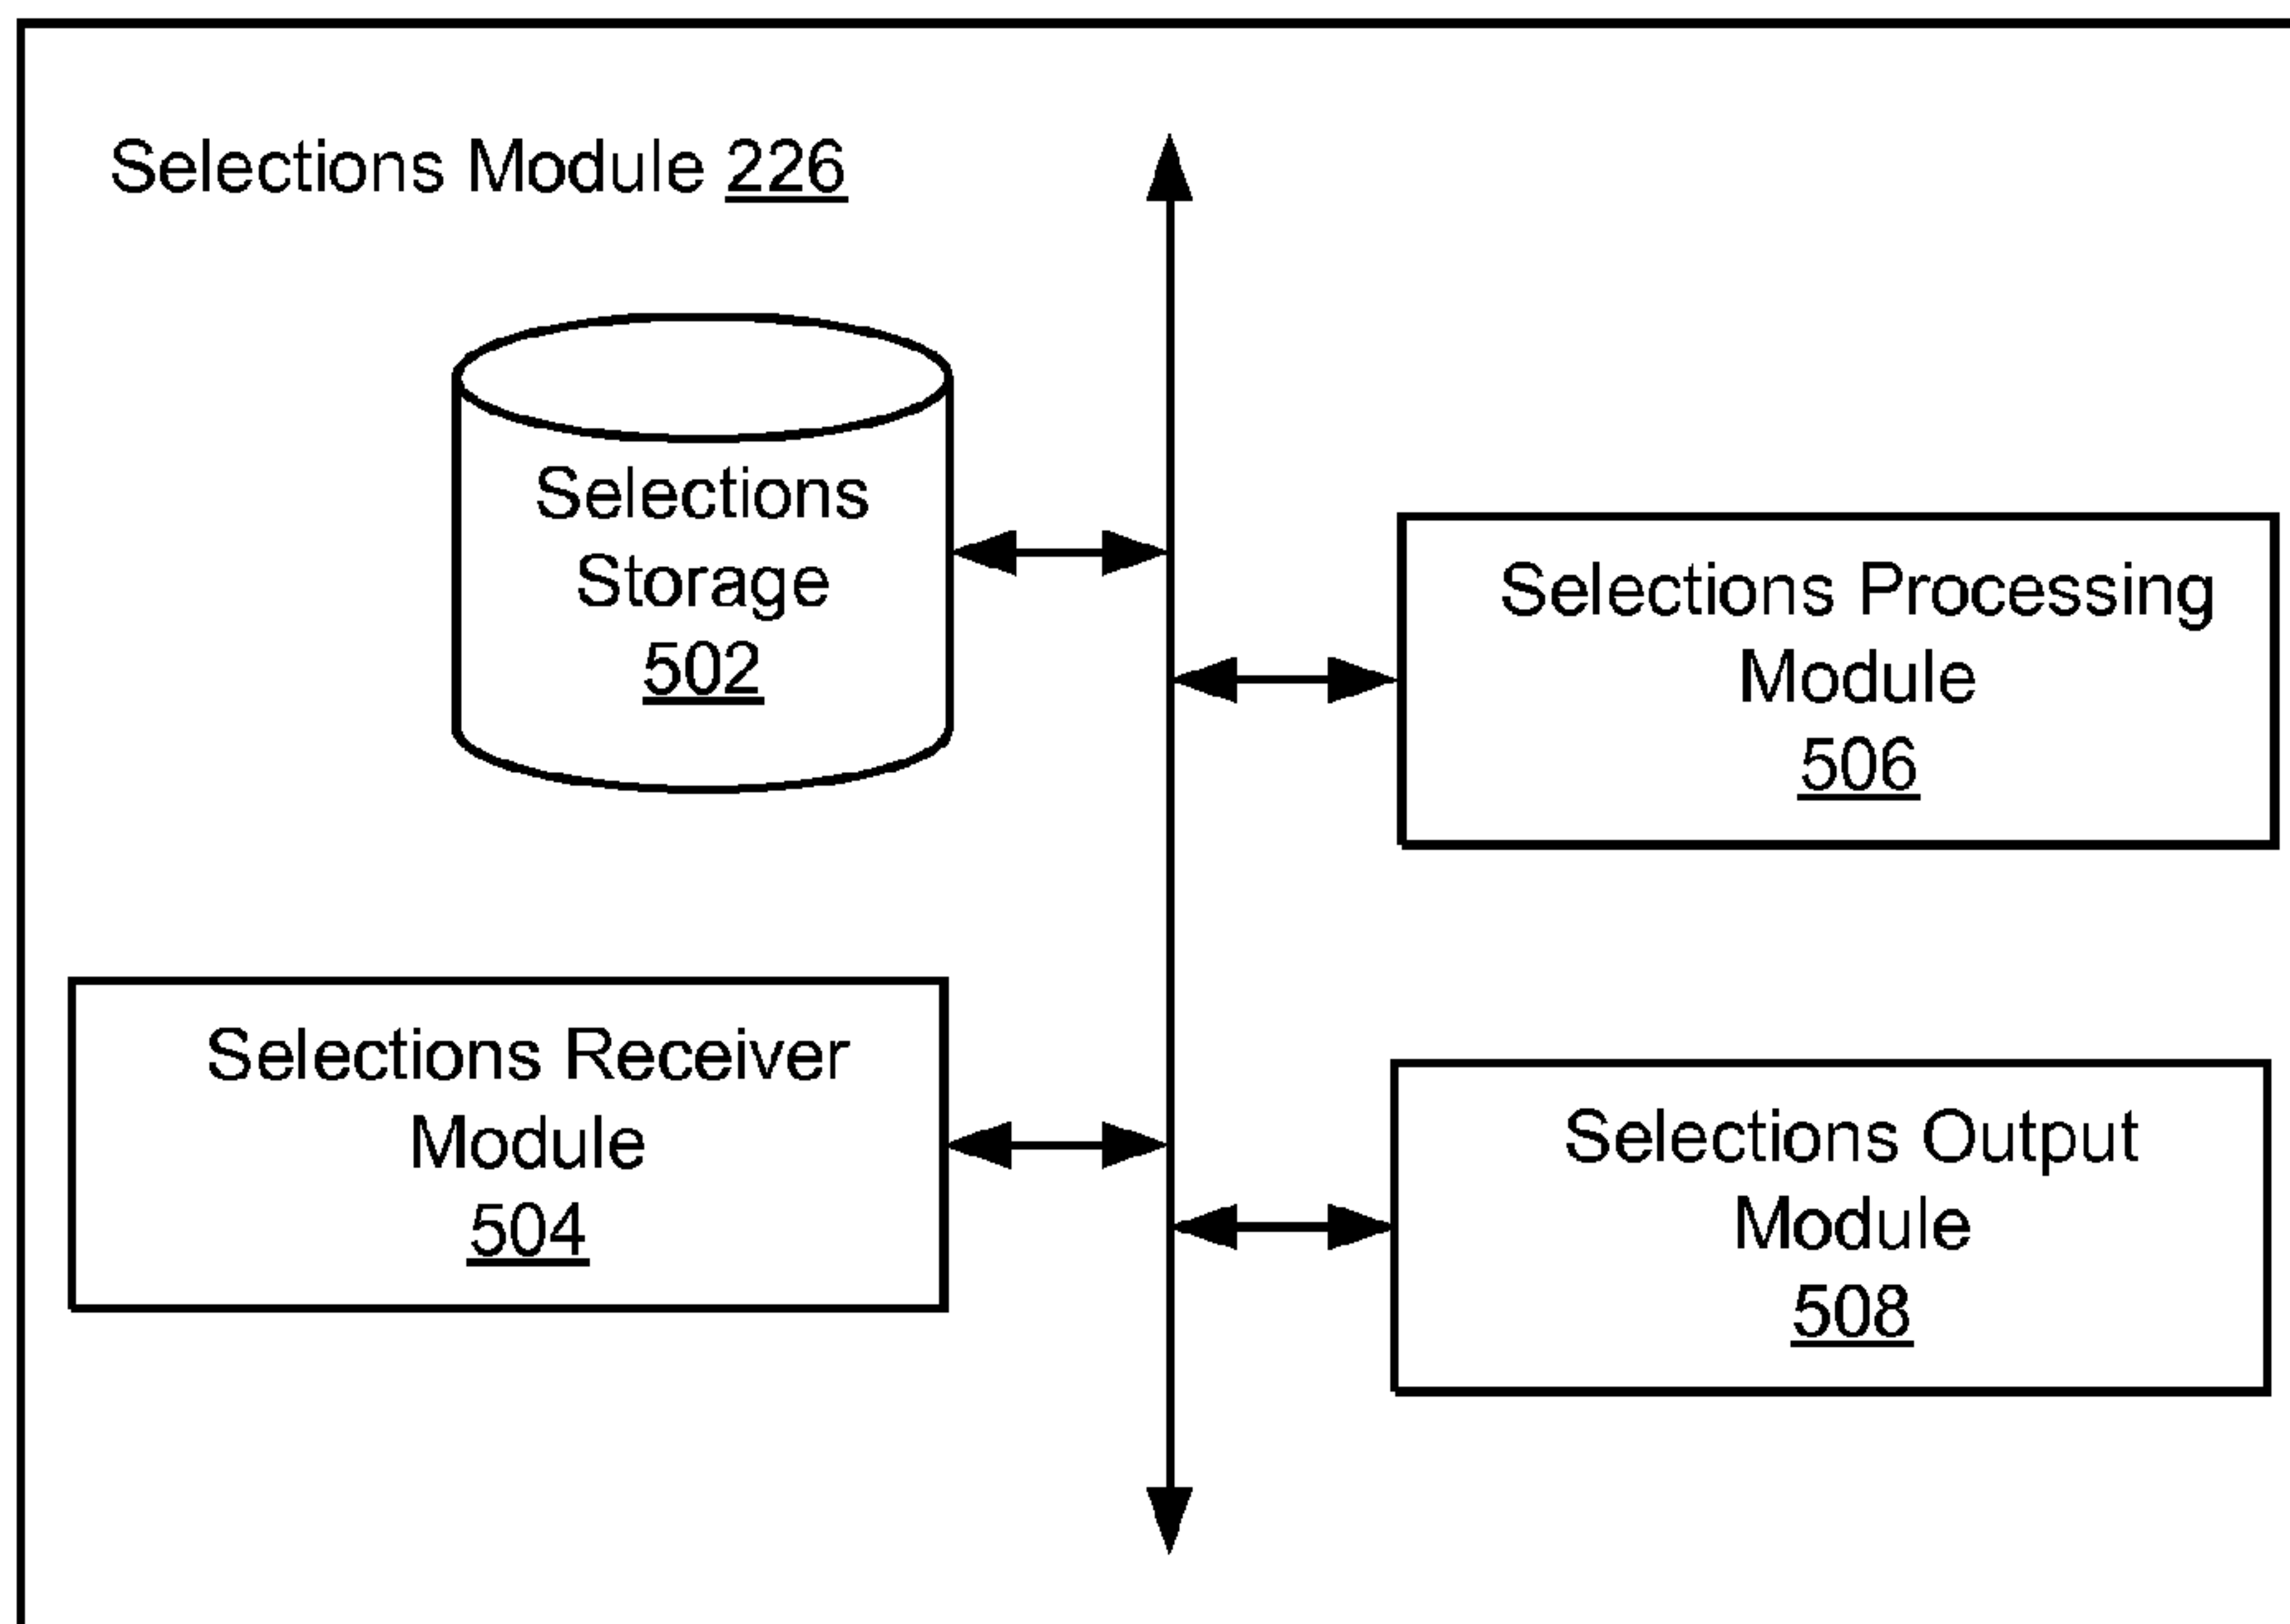 Selections Module 226
Selections
Storage
502
Selections Processing
Module
506
Selections Receiver
Module
504
Selections Output
Module
508